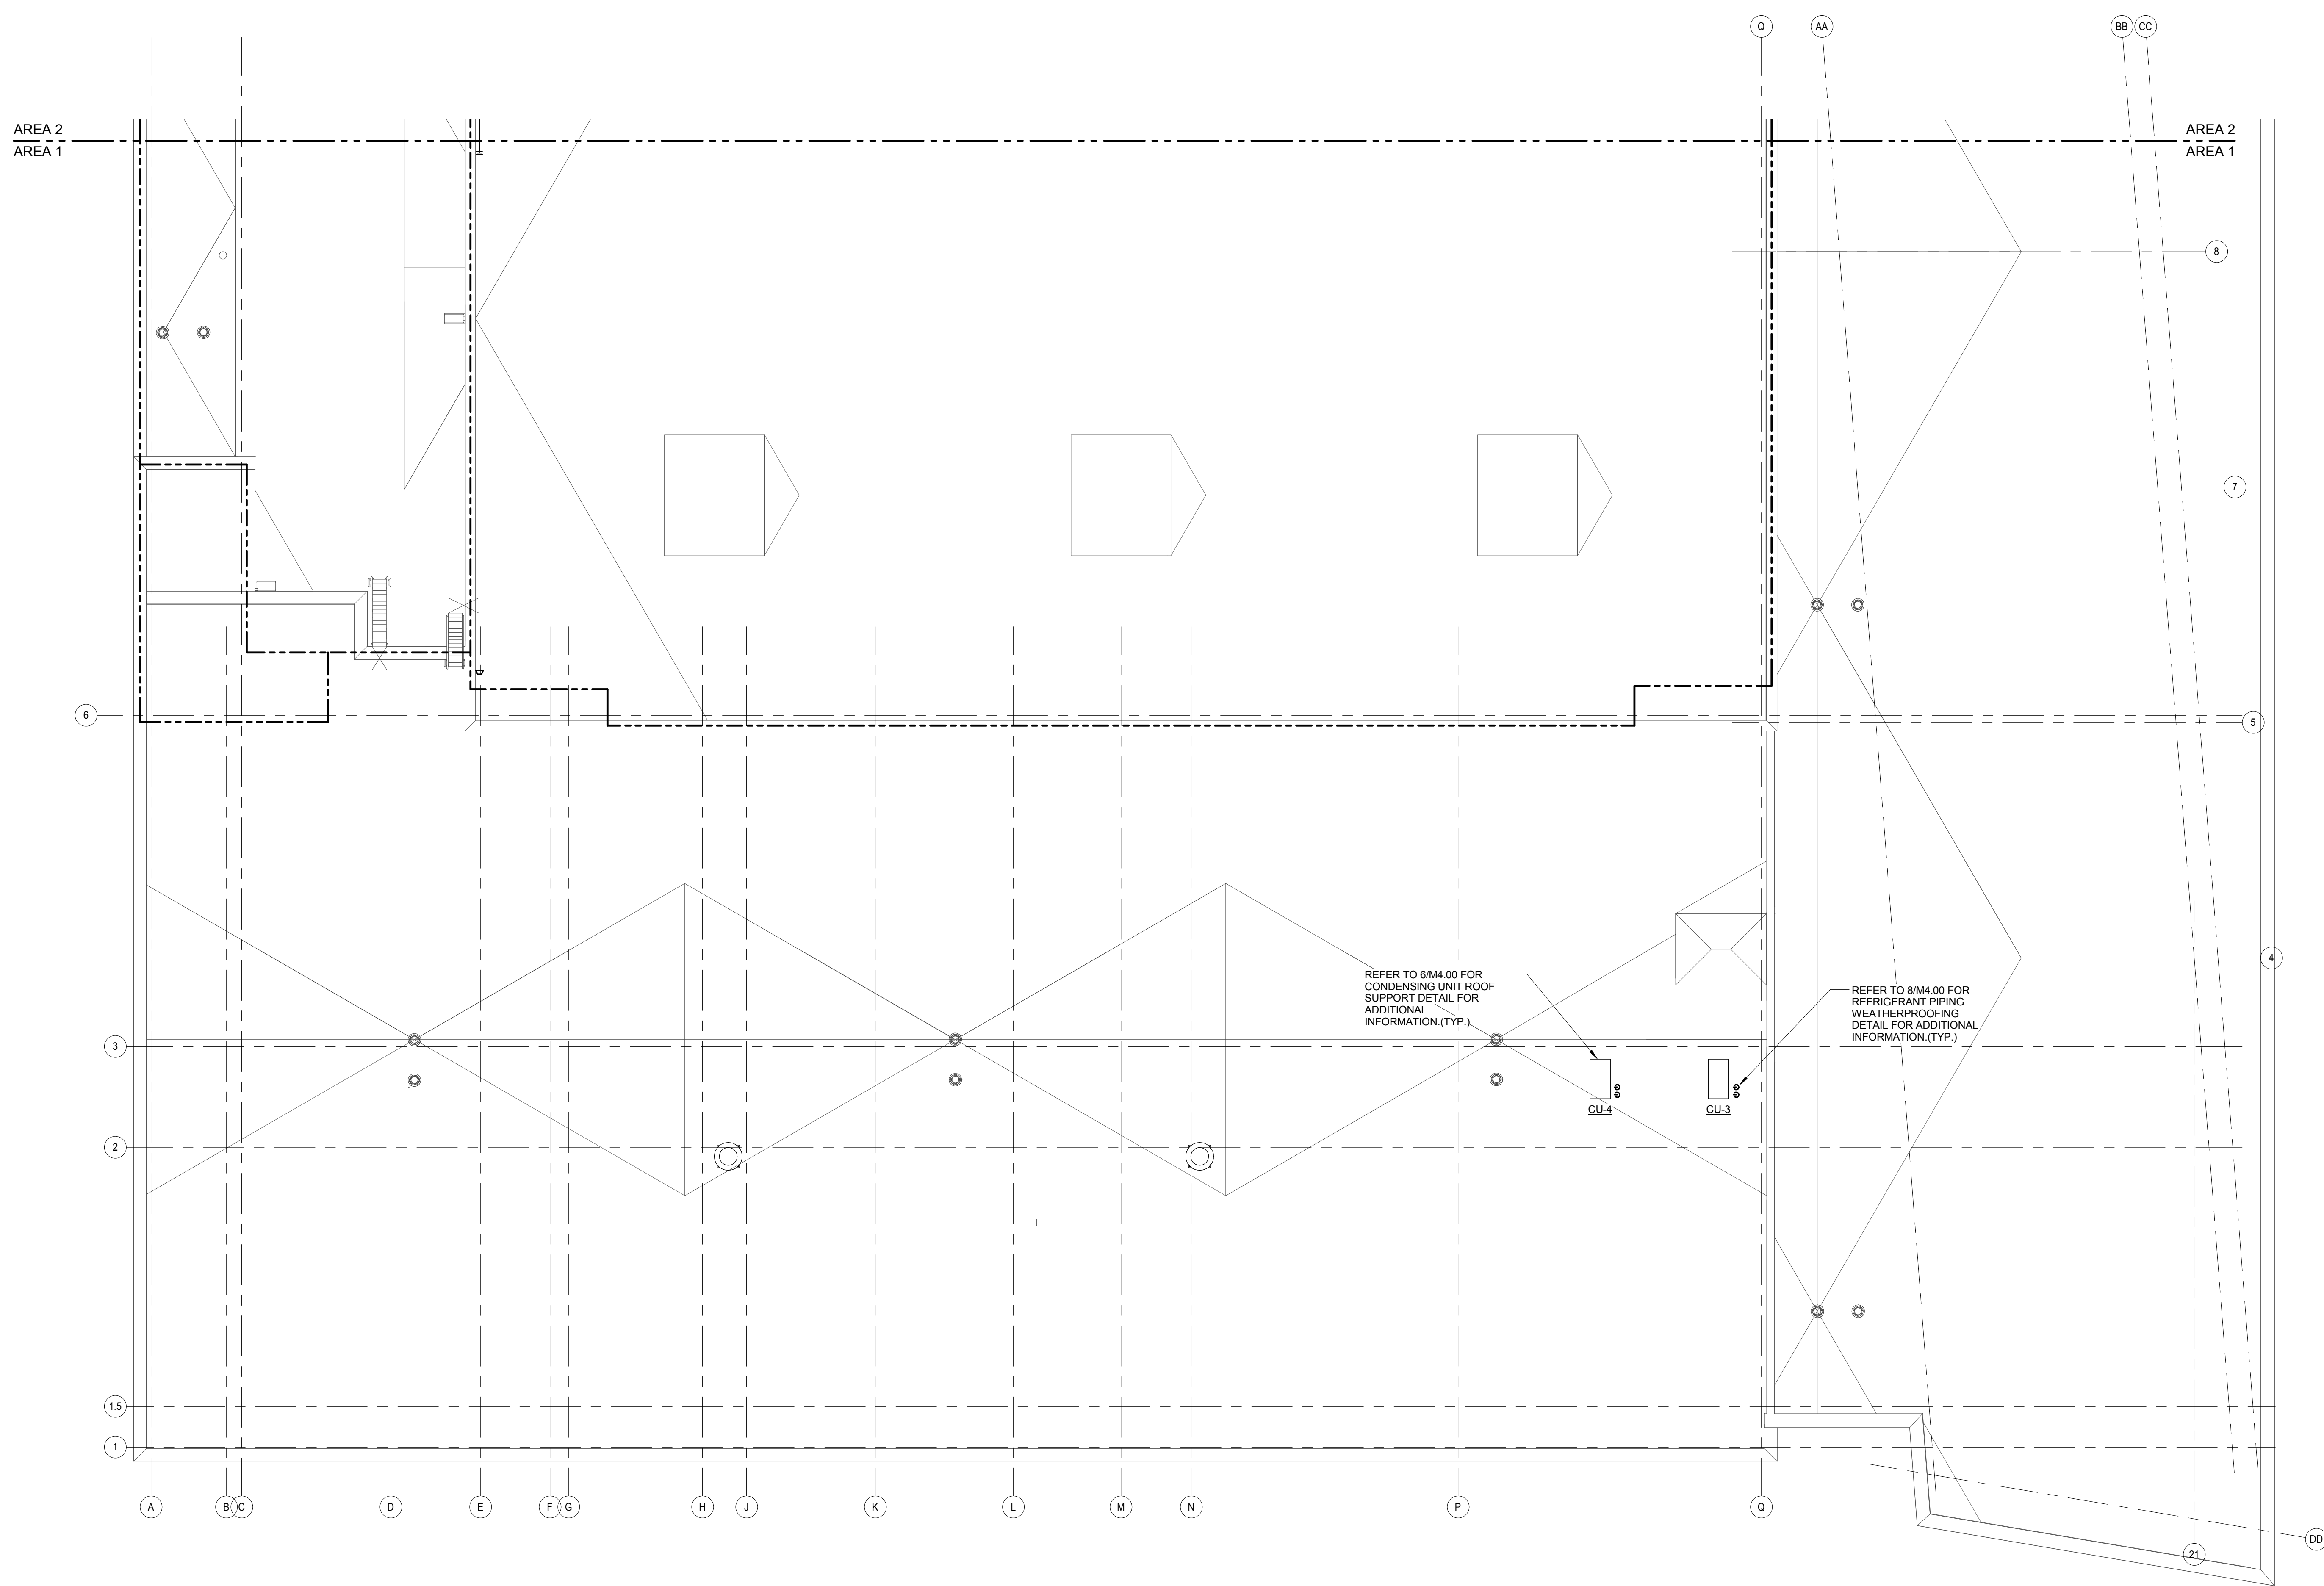 Q
AA
BB
CC
AREA 2
AREA 1
AREA 2
AREA 1
8
7
6
5
4
REFER TO 6/M4.00 FOR
CONDENSING UNIT ROOF
SUPPORT DETAIL FOR
ADDITIONAL
INFORMATION.(TYP.)
REFER TO 8/M4.00 FOR
REFRIGERANT PIPING
WEATHERPROOFING
DETAIL FOR ADDITIONAL
INFORMATION.(TYP.)
3
CU-4
CU-3
2
1.5
1
A
B
C
D
E
F
G
H
J
K
L
M
N
P
Q
21
DD